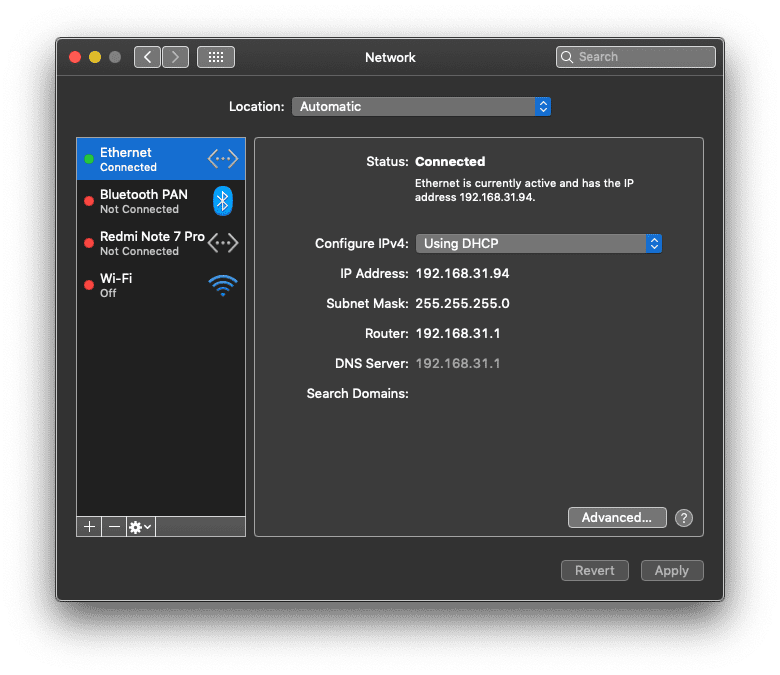 Network
Search
Location: Automatic
Ethernet
Connected
Bluetooth PAN
Not Connected
Redmi Note 7 Pro
Not Connected
Wi-Fi
Off
Status: Connected
Ethernet is currently active and has the IP
address 192.168.31.94.
Configure IPv4: Using DHCP
IP Address: 192.168.31.94
Subnet Mask: 255.255.255.0
Router: 192.168.31.1
DNS Server: 192.168.31.1
Search Domains:
Advanced... ?
Revert Apply